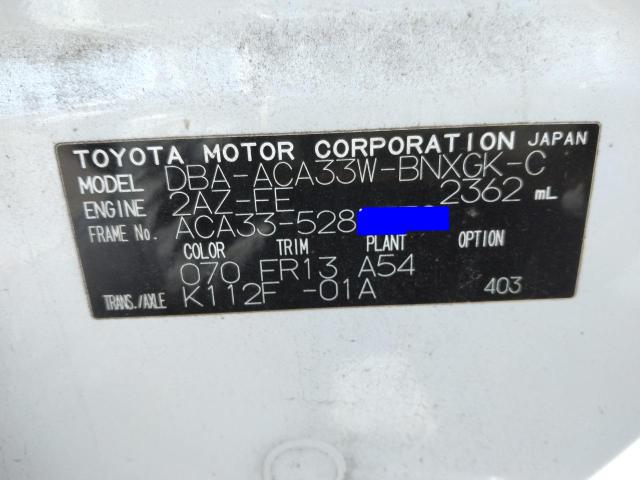 TOYOTA MOTOR CORPORATION JAPAN
MODEL DBA-ACA33W-BNXGK-C
ENGINE 2AZ-FE 2362 mL
FRAME No. ACA33-528
COLOR TRIM PLANT OPTION
070 FR13 A54
TRANS./AXLE K112F -01A 403